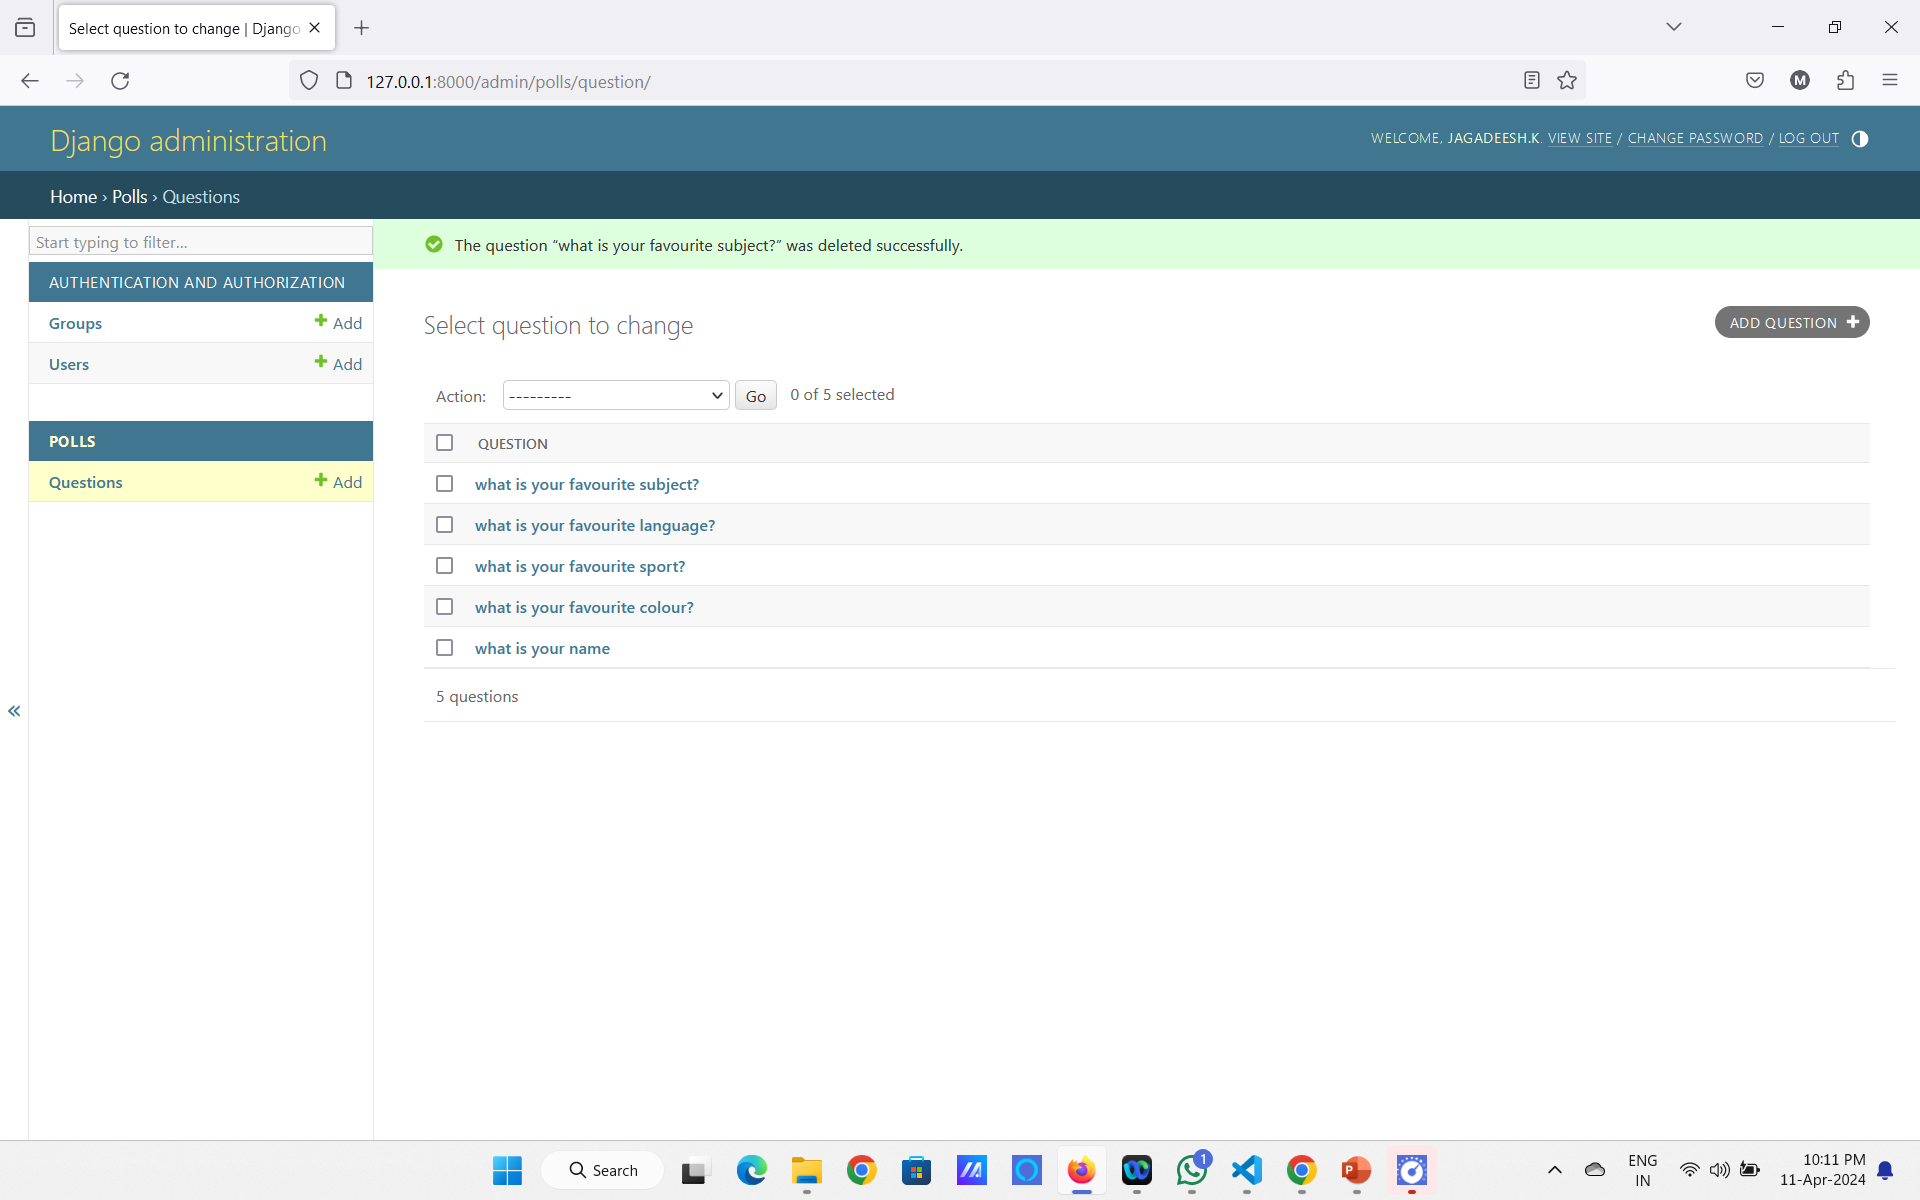 Select question to change | Django
127.0.0.1:8000/admin/polls/question/
M
Django administration
WELCOME, JAGADEESH.K. VIEW SITE / CHANGE PASSWORD / LOG OUT
Home › Polls › Questions
Start typing to filter...
The question “what is your favourite subject?” was deleted successfully.
AUTHENTICATION AND AUTHORIZATION
Groups Add
Users Add
POLLS
Questions Add
Select question to change
ADD QUESTION
Action: --------- Go 0 of 5 selected
QUESTION
what is your favourite subject?
what is your favourite language?
what is your favourite sport?
what is your favourite colour?
what is your name
5 questions
«
Search
1
P
ENG
IN
10:11 PM
11-Apr-2024